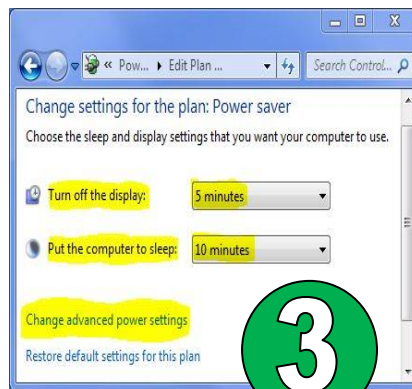 « Pow... ▸ Edit Plan ... Search Control...
Change settings for the plan: Power saver
Choose the sleep and display settings that you want your computer to use.
Turn off the display: 5 minutes
Put the computer to sleep: 10 minutes
Change advanced power settings
Restore default settings for this plan
3